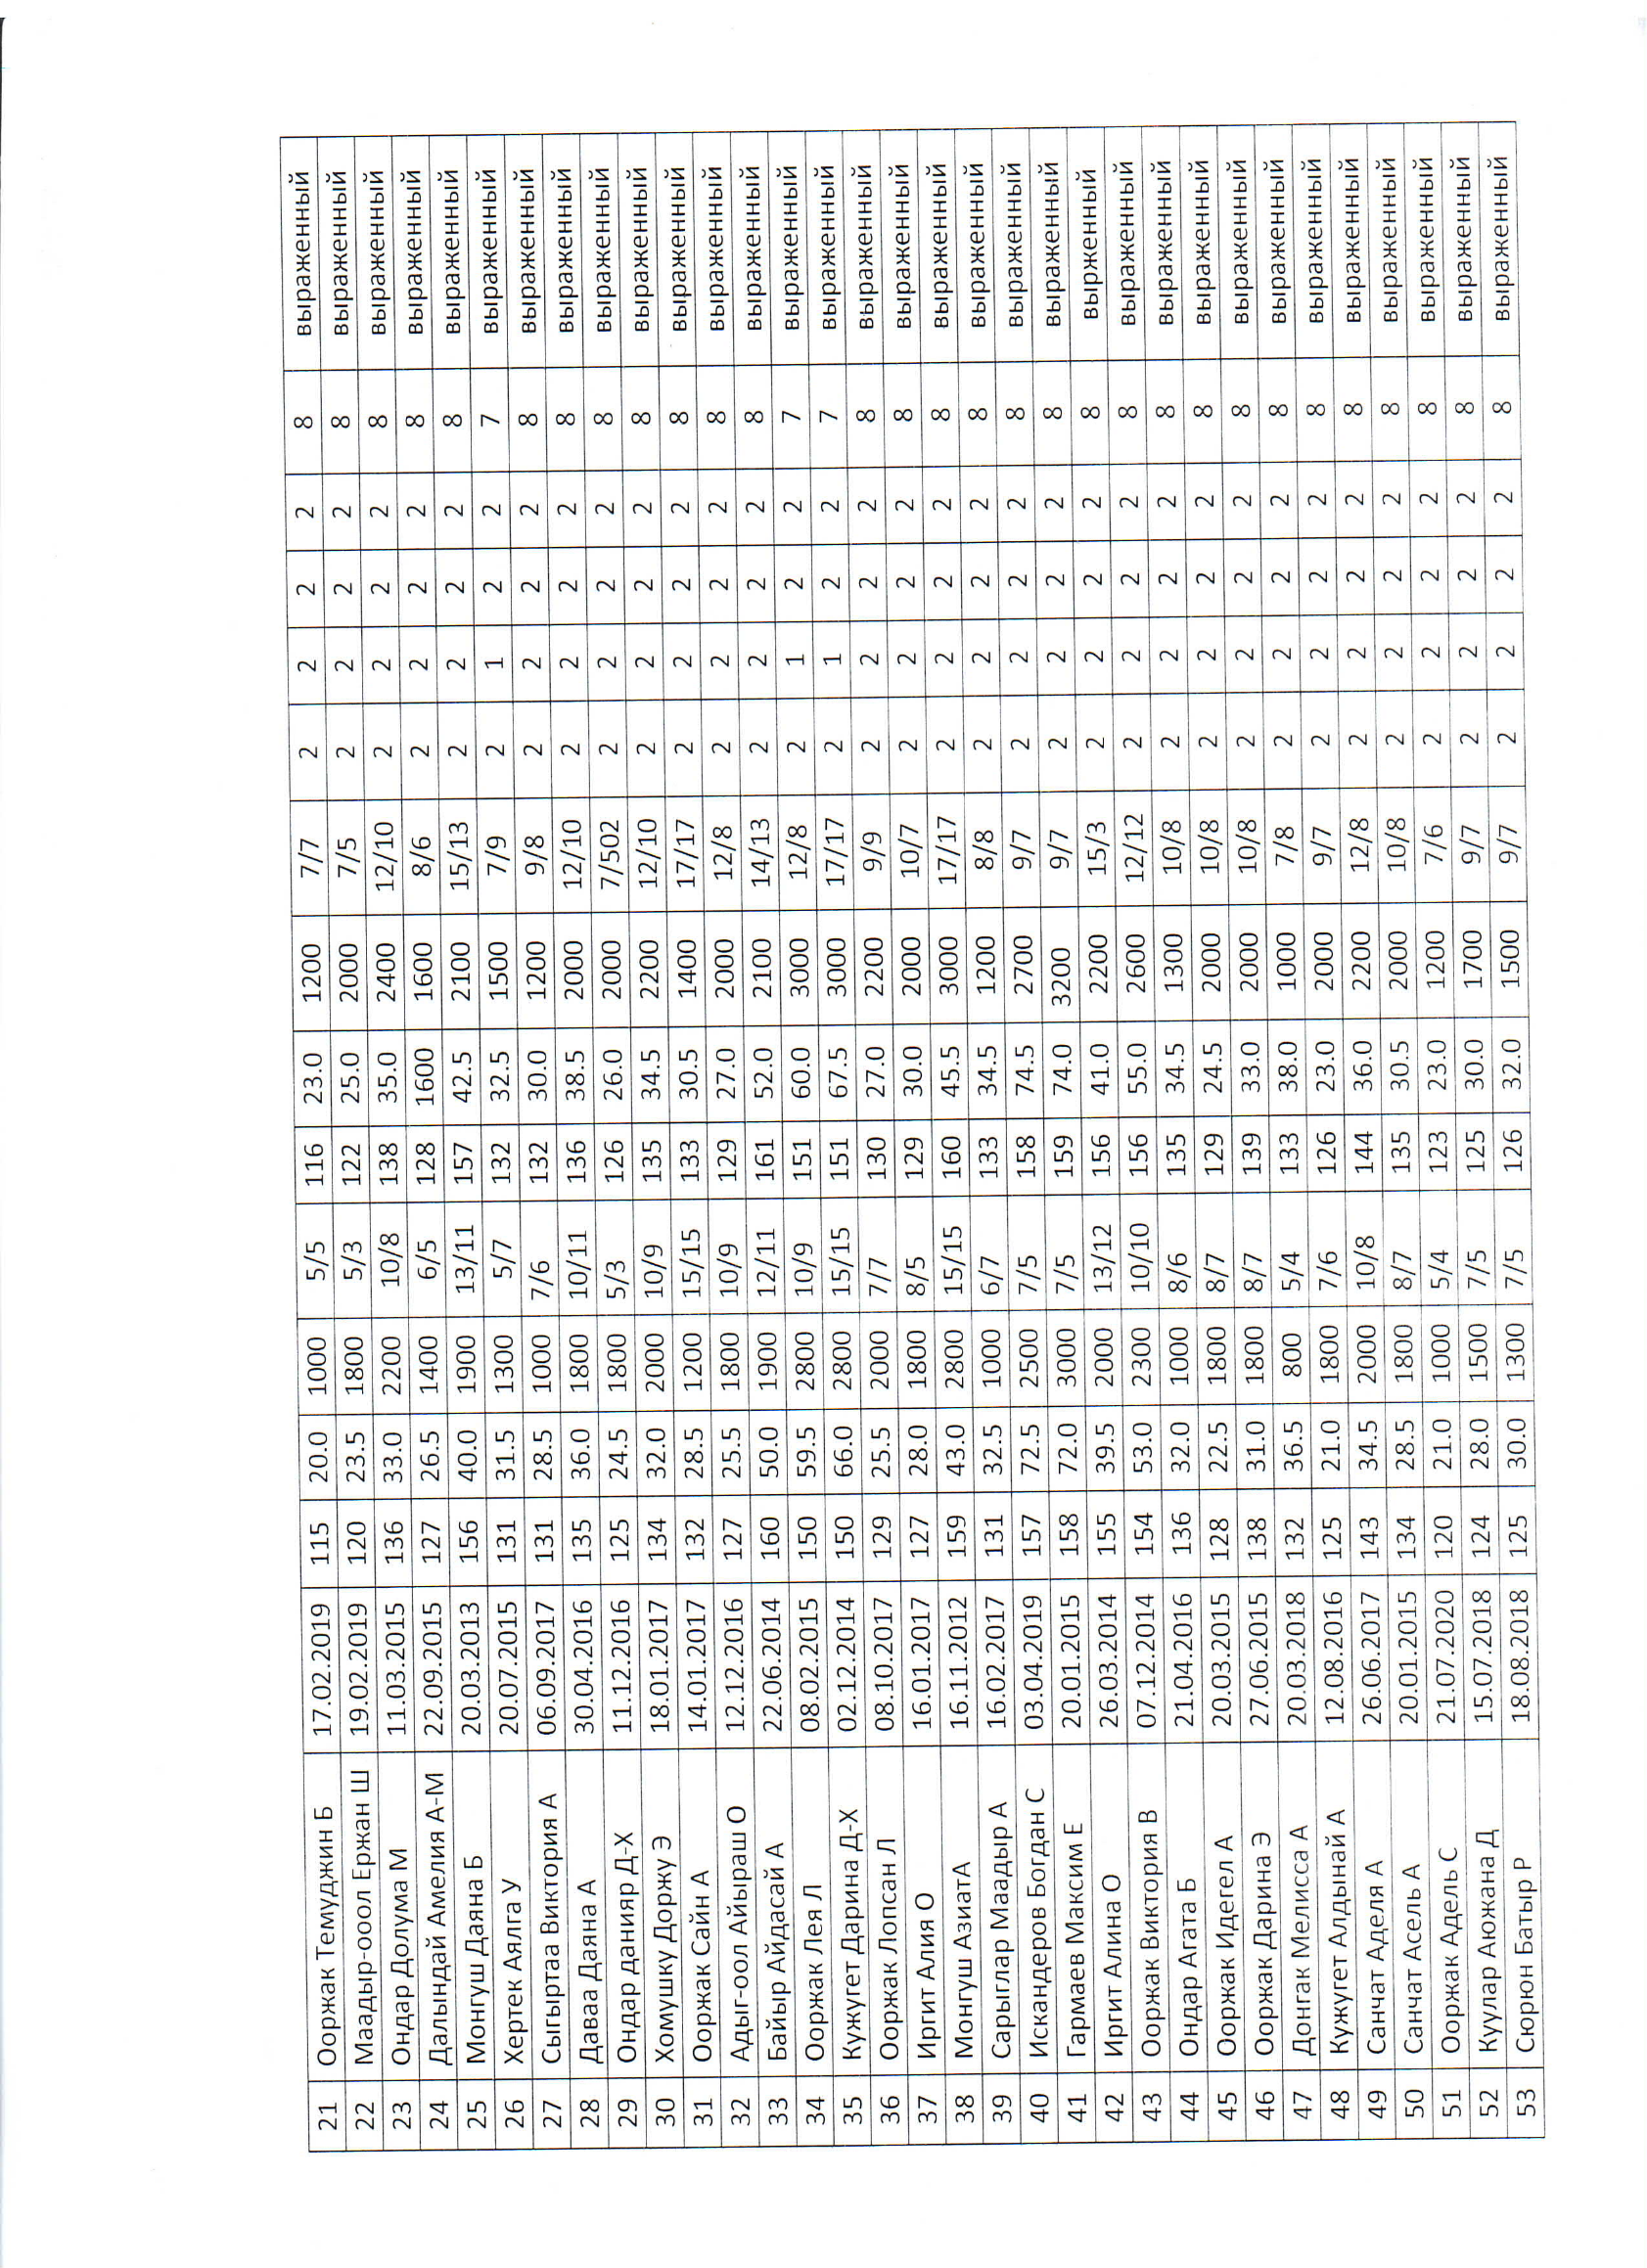 21 Ооржак Темуджин Б 17.02.2019 115 20.0 1000 5/5 116 23.0 1200 7/7 2 2 2 2 8 выраженный
22 Маадыр-ооол Ержан Ш 19.02.2019 120 23.5 1800 5/3 122 25.0 2000 7/5 2 2 2 2 8 выраженный
23 Ондар Долума М 11.03.2015 136 33.0 2200 10/8 138 35.0 2400 12/10 2 2 2 2 8 выраженный
24 Далындай Амелия А-М 22.09.2015 127 26.5 1400 6/5 128 1600 1600 8/6 2 2 2 2 8 выраженный
25 Монгуш Даяна Б 20.03.2013 156 40.0 1900 13/11 157 42.5 2100 15/13 2 2 2 2 8 выраженный
26 Хертек Аялга У 20.07.2015 131 31.5 1300 5/7 132 32.5 1500 7/9 2 1 2 2 7 выраженный
27 Сыгыртаа Виктория А 06.09.2017 131 28.5 1000 7/6 132 30.0 1200 9/8 2 2 2 2 8 выраженный
28 Даваа Даяна А 30.04.2016 135 36.0 1800 10/11 136 38.5 2000 12/10 2 2 2 2 8 выраженный
29 Ондар данияр Д-Х 11.12.2016 125 24.5 1800 5/3 126 26.0 2000 7/502 2 2 2 2 8 выраженный
30 Хомушку Доржу Э 18.01.2017 134 32.0 2000 10/9 135 34.5 2200 12/10 2 2 2 2 8 выраженный
31 Ооржак Сайн А 14.01.2017 132 28.5 1200 15/15 133 30.5 1400 17/17 2 2 2 2 8 выраженный
32 Адыг-оол Айыраш О 12.12.2016 127 25.5 1800 10/9 129 27.0 2000 12/8 2 2 2 2 8 выраженный
33 Байыр Айдасай А 22.06.2014 160 50.0 1900 12/11 161 52.0 2100 14/13 2 2 2 2 8 выраженный
34 Ооржак Лея Л 08.02.2015 150 59.5 2800 10/9 151 60.0 3000 12/8 2 1 2 2 7 выраженный
35 Кужугет Дарина Д-Х 02.12.2014 150 66.0 2800 15/15 151 67.5 3000 17/17 2 1 2 2 7 выраженный
36 Ооржак Лопсан Л 08.10.2017 129 25.5 2000 7/7 130 27.0 2200 9/9 2 2 2 2 8 выраженный
37 Иргит Алия О 16.01.2017 127 28.0 1800 8/5 129 30.0 2000 10/7 2 2 2 2 8 выраженный
38 Монгуш АзиатА 16.11.2012 159 43.0 2800 15/15 160 45.5 3000 17/17 2 2 2 2 8 выраженный
39 Сарыглар Маадыр А 16.02.2017 131 32.5 1000 6/7 133 34.5 1200 8/8 2 2 2 2 8 выраженный
40 Искандеров Богдан С 03.04.2019 157 72.5 2500 7/5 158 74.5 2700 9/7 2 2 2 2 8 выраженный
41 Гармаев Максим Е 20.01.2015 158 72.0 3000 7/5 159 74.0 3200 9/7 2 2 2 2 8 выраженный
42 Иргит Алина О 26.03.2014 155 39.5 2000 13/12 156 41.0 2200 15/3 2 2 2 2 8 вырженный
43 Ооржак Виктория В 07.12.2014 154 53.0 2300 10/10 156 55.0 2600 12/12 2 2 2 2 8 выраженный
44 Ондар Агата Б 21.04.2016 136 32.0 1000 8/6 135 34.5 1300 10/8 2 2 2 2 8 выраженный
45 Ооржак Идегел А 20.03.2015 128 22.5 1800 8/7 129 24.5 2000 10/8 2 2 2 2 8 выраженный
46 Ооржак Дарина Э 27.06.2015 138 31.0 1800 8/7 139 33.0 2000 10/8 2 2 2 2 8 выраженный
47 Донгак Мелисса А 20.03.2018 132 36.5 800 5/4 133 38.0 1000 7/8 2 2 2 2 8 выраженный
48 Кужугет Алдынай А 12.08.2016 125 21.0 1800 7/6 126 23.0 2000 9/7 2 2 2 2 8 выраженный
49 Санчат Аделя А 26.06.2017 143 34.5 2000 10/8 144 36.0 2200 12/8 2 2 2 2 8 выраженный
50 Санчат Асель А 20.01.2015 134 28.5 1800 8/7 135 30.5 2000 10/8 2 2 2 2 8 выраженный
51 Ооржак Адель С 21.07.2020 120 21.0 1000 5/4 123 23.0 1200 7/6 2 2 2 2 8 выраженный
52 Куулар Аюжана Д 15.07.2018 124 28.0 1500 7/5 125 30.0 1700 9/7 2 2 2 2 8 выраженный
53 Сюрюн Батыр Р 18.08.2018 125 30.0 1300 7/5 126 32.0 1500 9/7 2 2 2 2 8 выраженный